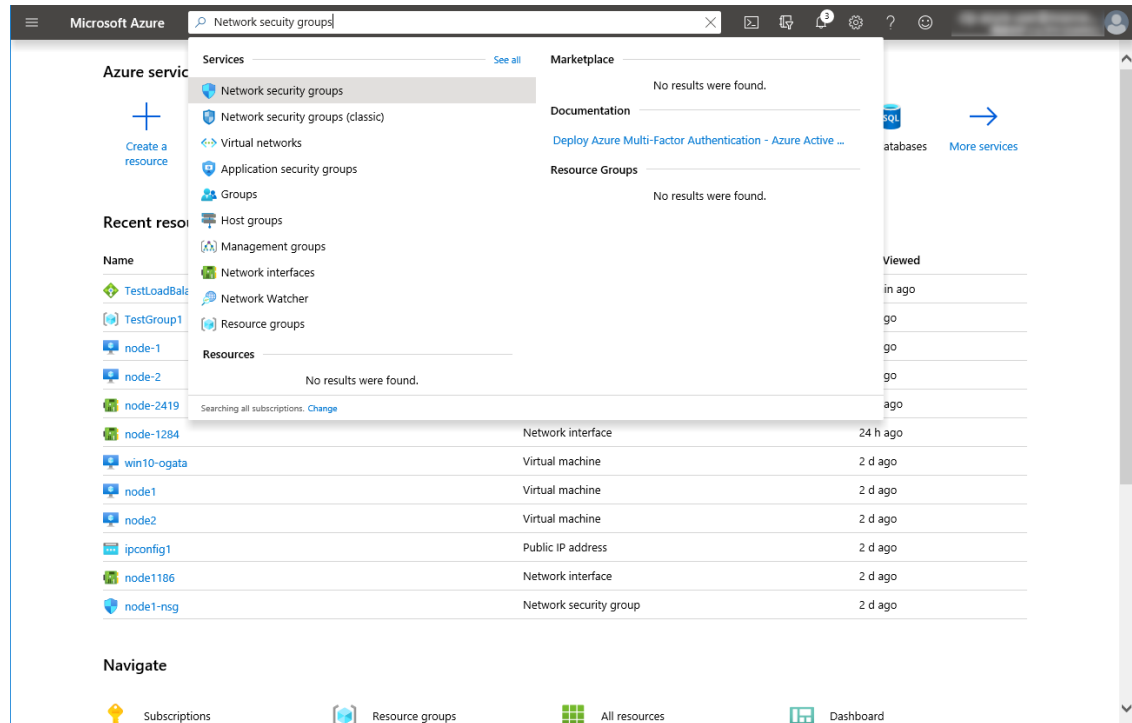 Microsoft Azure
Network secuity groups
3
Azure servic
Services
See all
Network security groups
Network security groups (classic)
Virtual networks
Application security groups
Groups
Host groups
Management groups
Network interfaces
Network Watcher
Resource groups
Resources
No results were found.
Searching all subscriptions. Change
Marketplace
No results were found.
Documentation
Deploy Azure Multi-Factor Authentication - Azure Active ...
Resource Groups
No results were found.
Create a
resource
SQL
atabases
More services
Recent resou
Name
Viewed
TestLoadBala
in ago
TestGroup1
go
node-1
go
node-2
go
node-2419
ago
node-1284 Network interface 24 h ago
win10-ogata Virtual machine 2 d ago
node1 Virtual machine 2 d ago
node2 Virtual machine 2 d ago
ipconfig1 Public IP address 2 d ago
node1186 Network interface 2 d ago
node1-nsg Network security group 2 d ago
Navigate
Subscriptions Resource groups All resources Dashboard